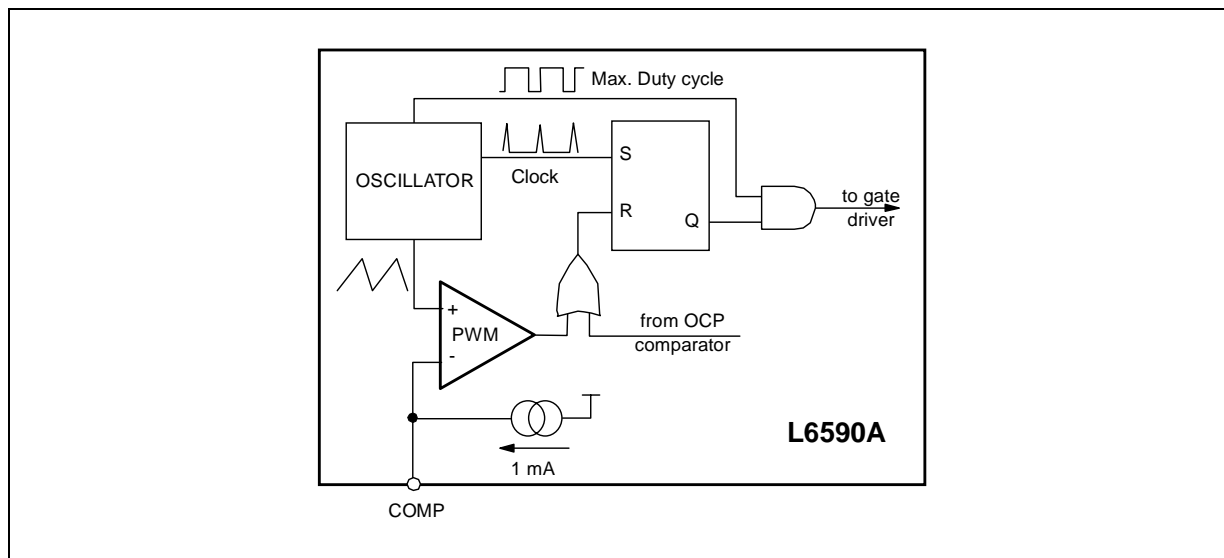 Max. Duty cycle
OSCILLATOR
Clock
S
R
Q
to gate
driver
+
PWM
-
from OCP
comparator
1 mA
L6590A
COMP